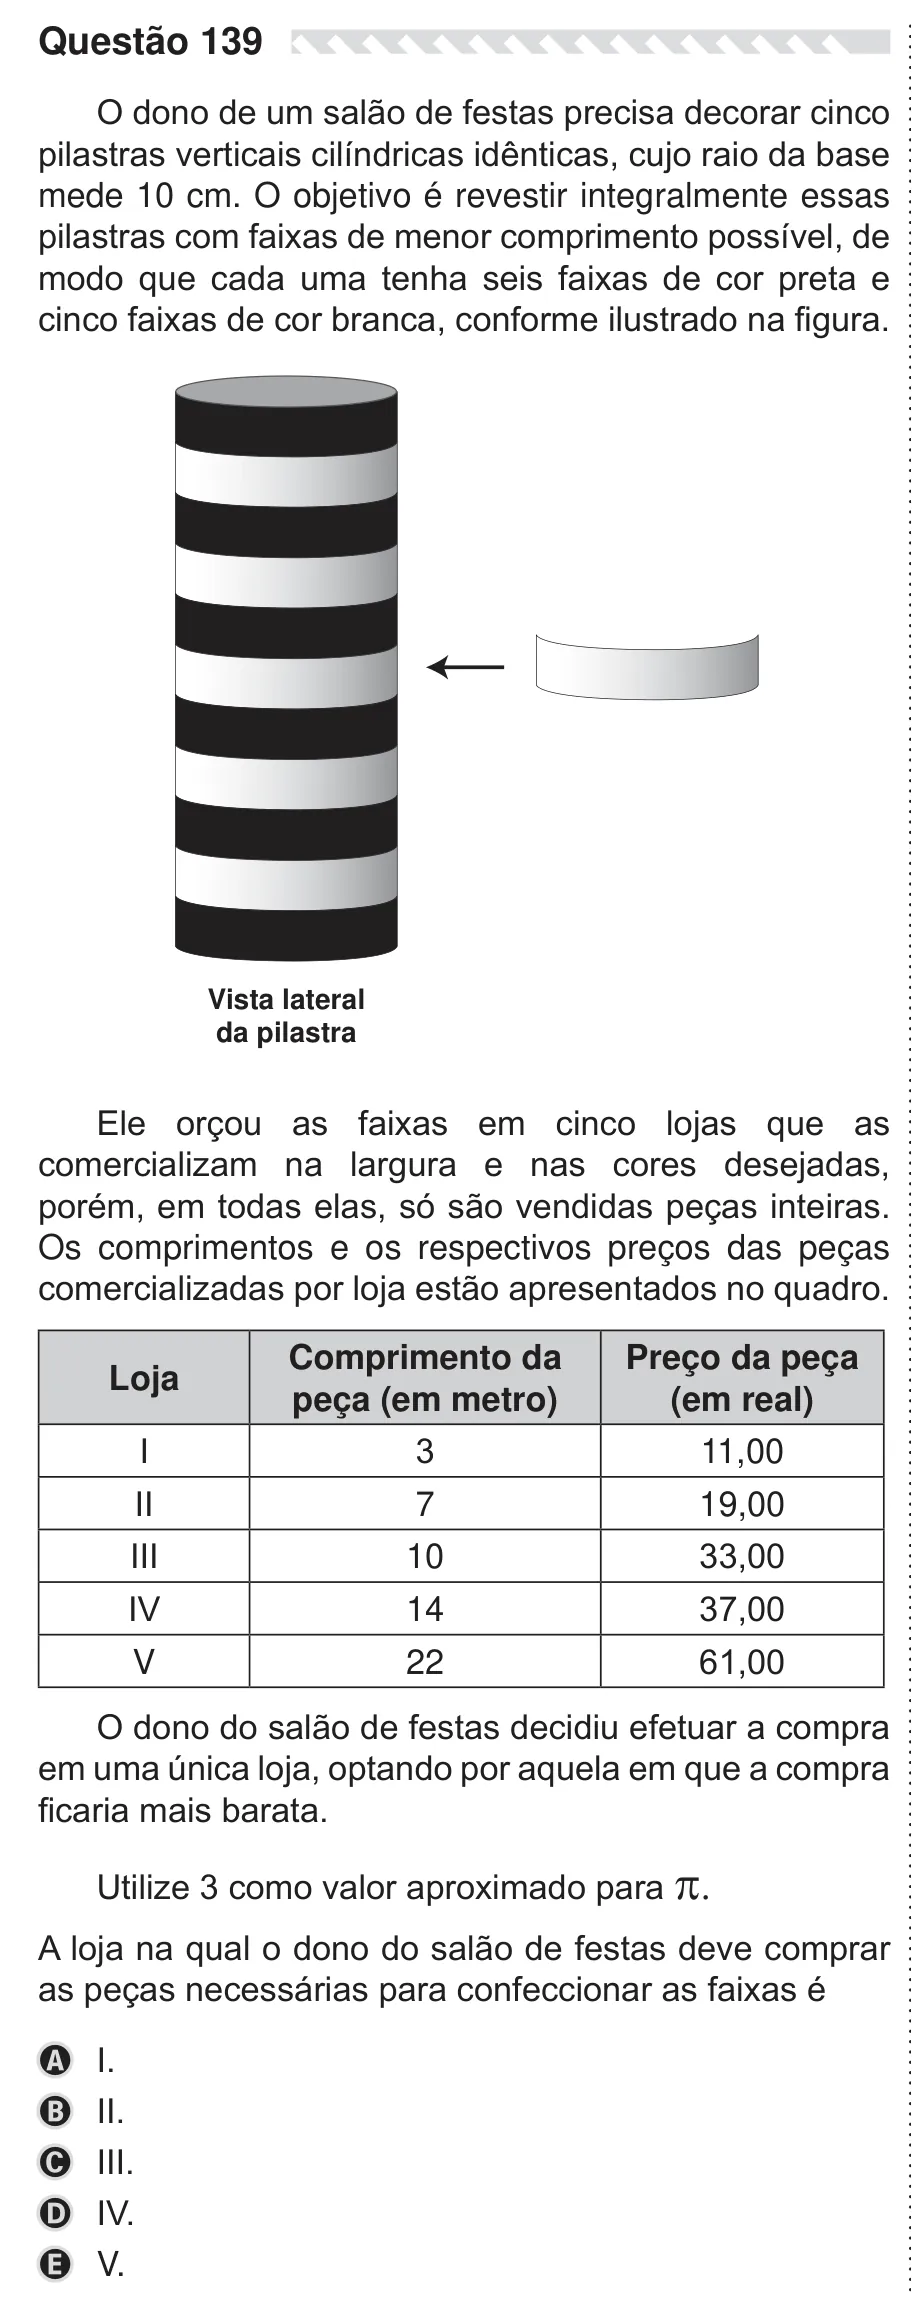 Questão 139
O dono de um salão de festas precisa decorar cinco
pilastras verticais cilíndricas idênticas, cujo raio da base
mede 10 cm. O objetivo é revestir integralmente essas
pilastras com faixas de menor comprimento possível, de
modo que cada uma tenha seis faixas de cor preta e
cinco faixas de cor branca, conforme ilustrado na figura.
Vista lateral
da pilastra
Ele orçou as faixas em cinco lojas que as
comercializam na largura e nas cores desejadas,
porém, em todas elas, só são vendidas peças inteiras.
Os comprimentos e os respectivos preços das peças
comercializadas por loja estão apresentados no quadro.
Loja Comprimento da peça (em metro) Preço da peça (em real)
I 3 11,00
II 7 19,00
III 10 33,00
IV 14 37,00
V 22 61,00
O dono do salão de festas decidiu efetuar a compra
em uma única loja, optando por aquela em que a compra
ficaria mais barata.
Utilize 3 como valor aproximado para π.
A loja na qual o dono do salão de festas deve comprar
as peças necessárias para confeccionar as faixas é
A I.
B II.
C III.
D IV.
E V.